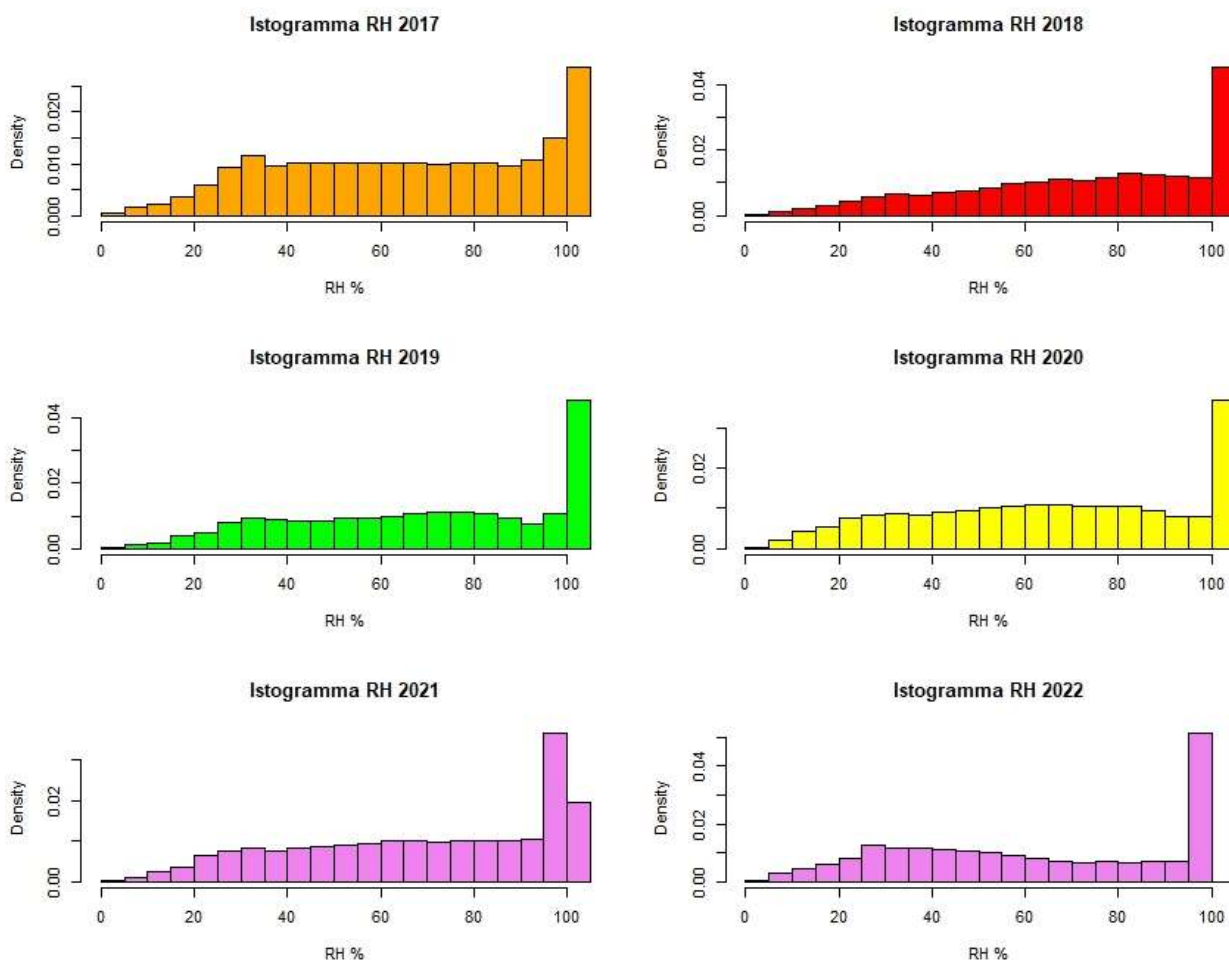 Istogramma RH 2017
Density
0.000 0.010 0.020
0 20 40 60 80 100
RH %
Istogramma RH 2018
Density
0.00 0.02 0.04
0 20 40 60 80 100
RH %
Istogramma RH 2019
Density
0.00 0.02 0.04
0 20 40 60 80 100
RH %
Istogramma RH 2020
Density
0.00 0.02
0 20 40 60 80 100
RH %
Istogramma RH 2021
Density
0.00 0.02
0 20 40 60 80 100
RH %
Istogramma RH 2022
Density
0.00 0.02 0.04
0 20 40 60 80 100
RH %